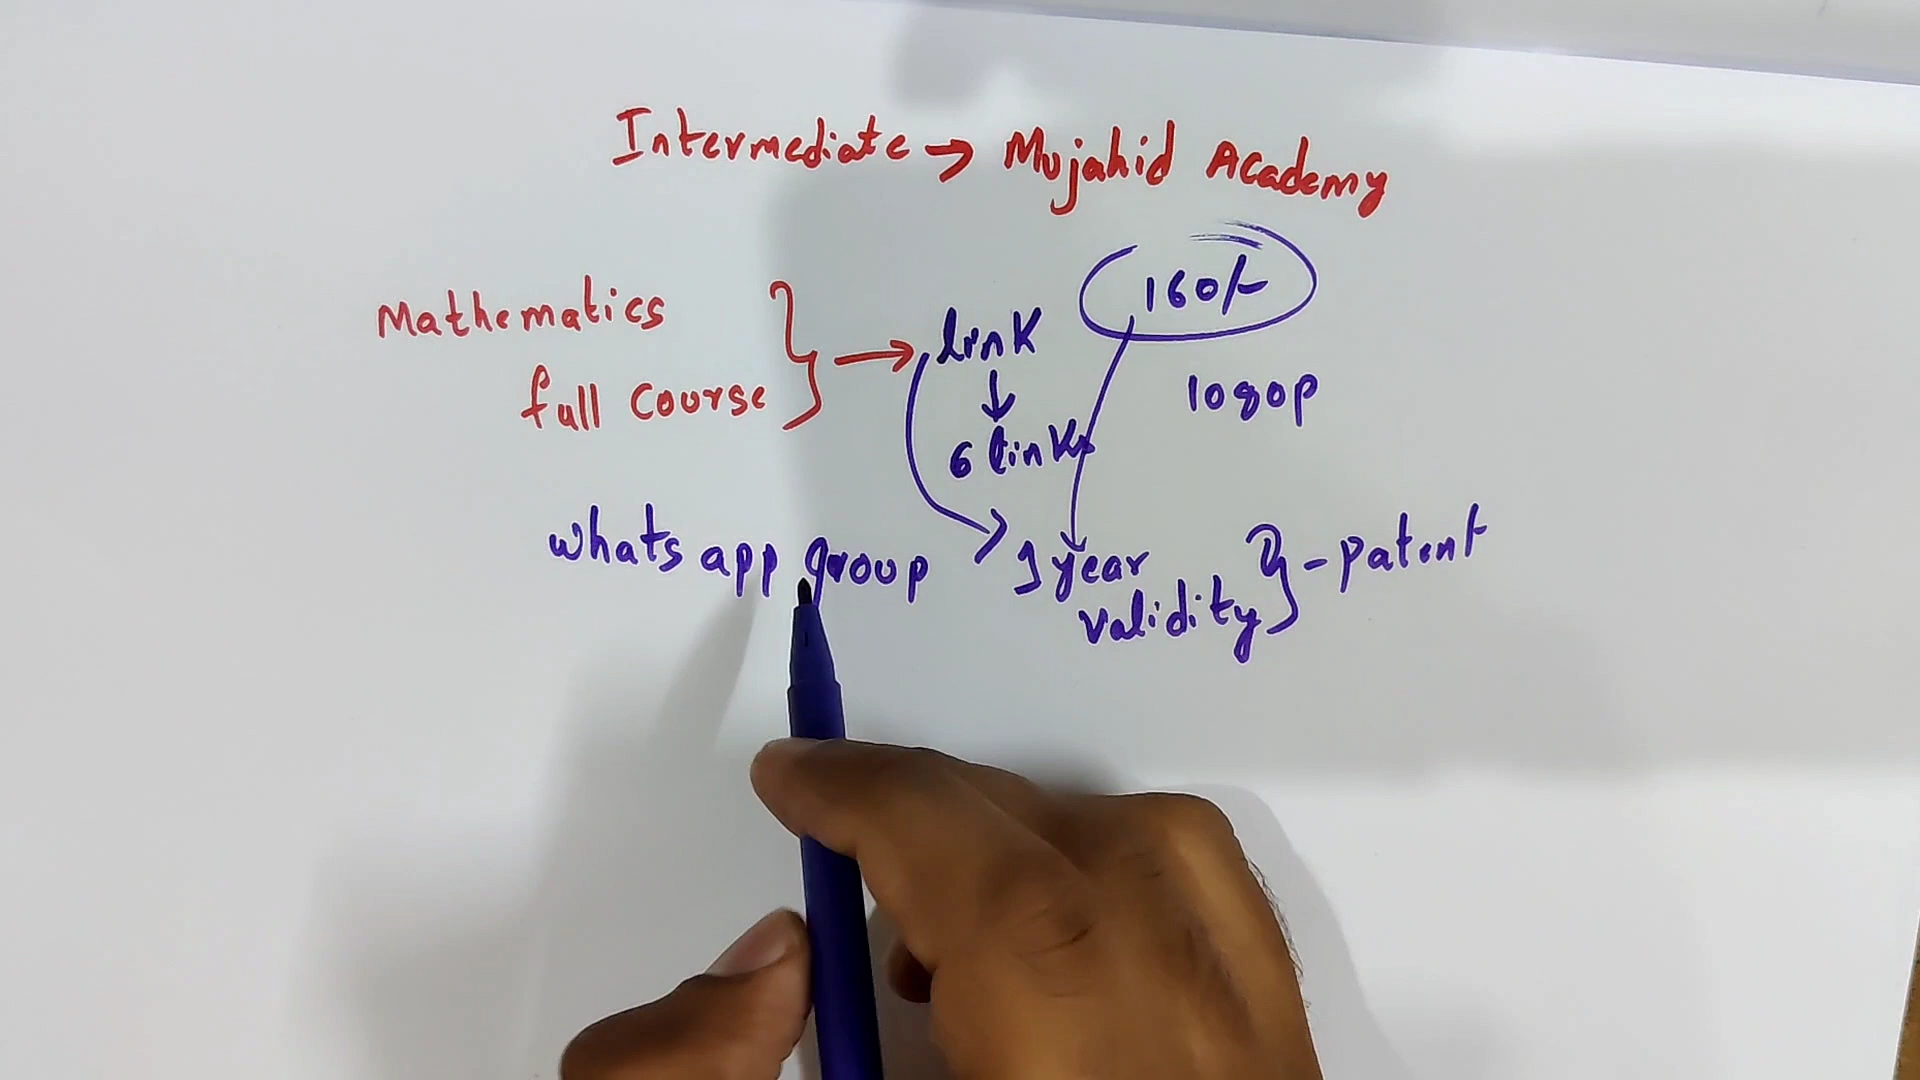 Intermediate → Mujahid Academy
160/-
Mathematics
full course
link
1080p
6 links
whats app group
1 year
validity
- patent